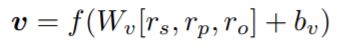 v = f(W_v[r_s, r_p, r_o] + b_v)